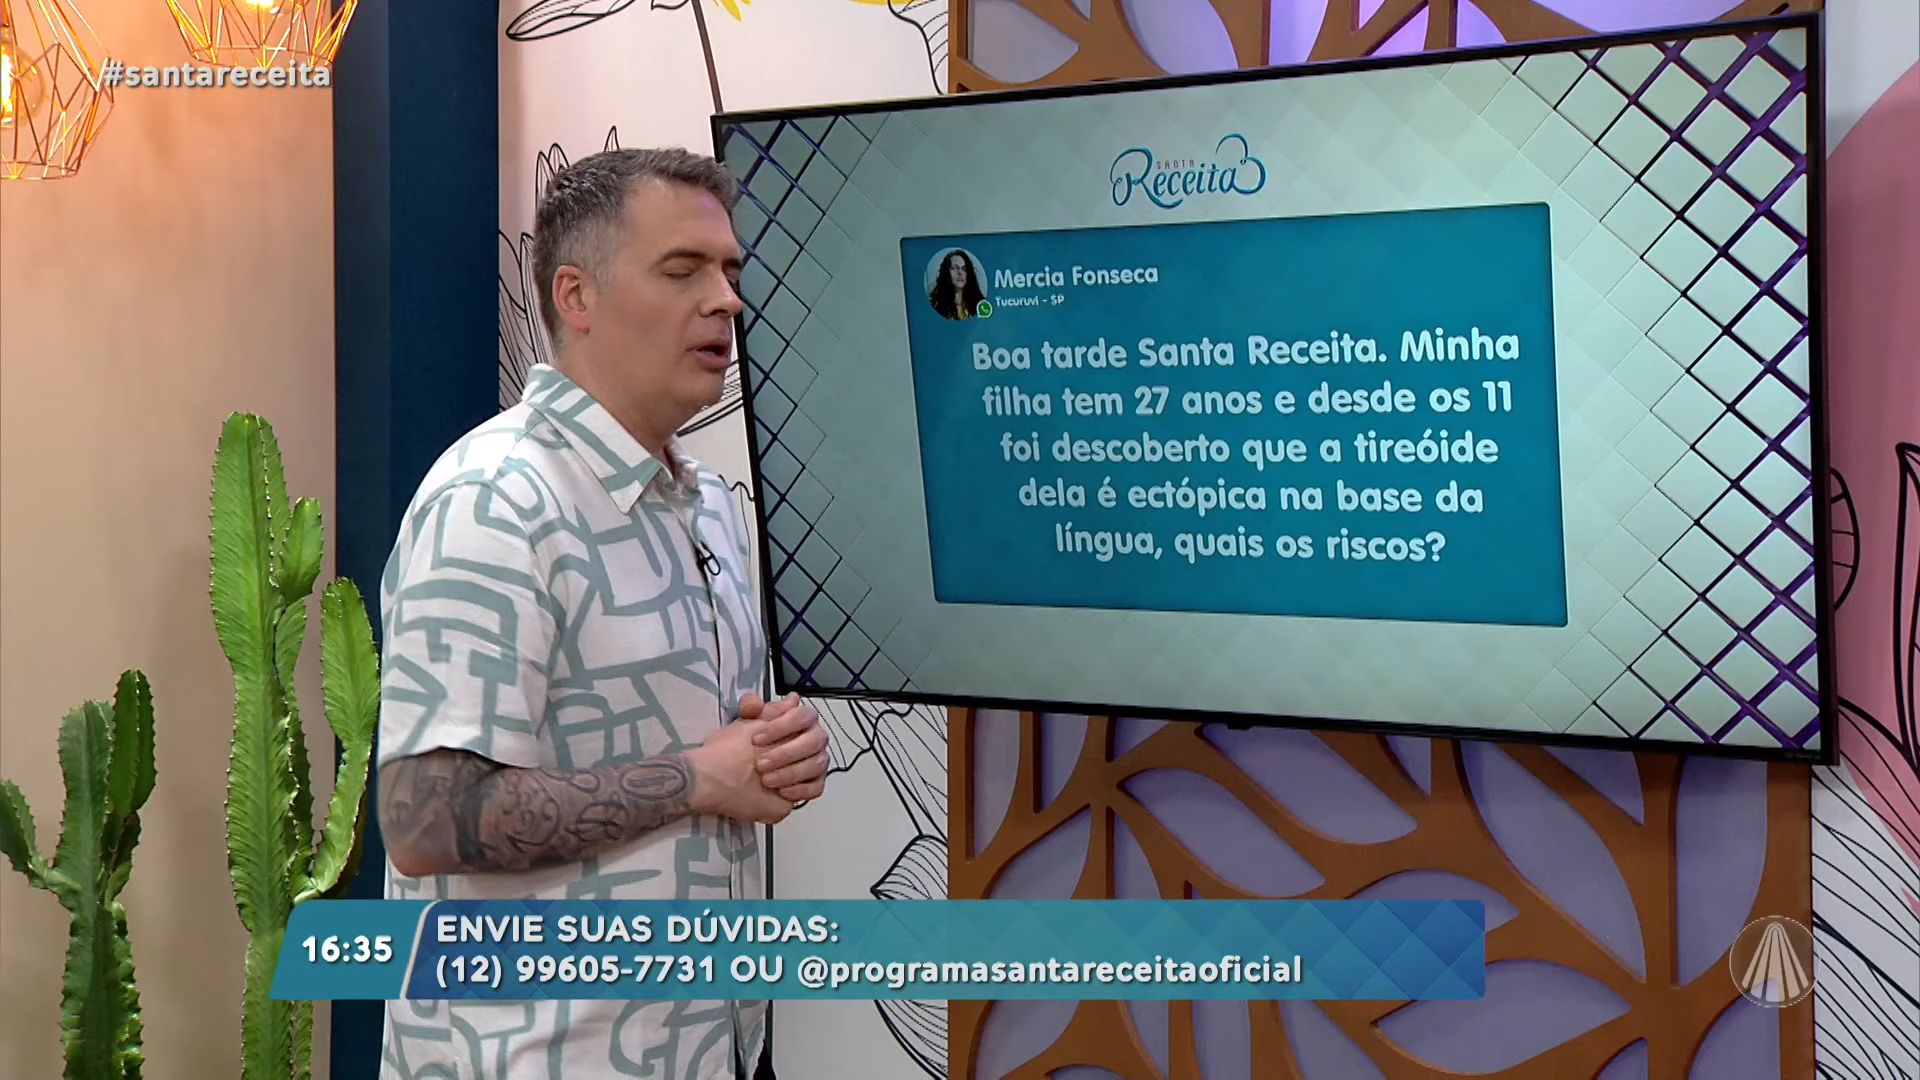 #santareceita
SANTA
Receita
Mercia Fonseca
Tucuruvi - SP
Boa tarde Santa Receita. Minha
filha tem 27 anos e desde os 11
foi descoberto que a tireóide
dela é ectópica na base da
língua, quais os riscos?
16:35
ENVIE SUAS DÚVIDAS:
(12) 99605-7731 OU @programasantareceitaoficial